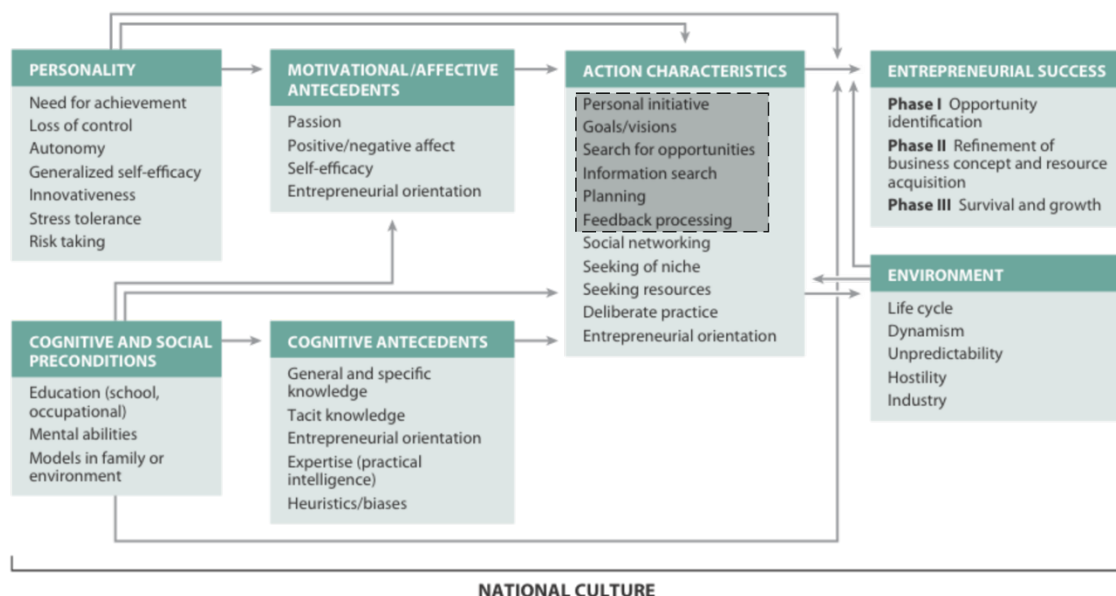 PERSONALITY
Need for achievement
Loss of control
Autonomy
Generalized self-efficacy
Innovativeness
Stress tolerance
Risk taking
MOTIVATIONAL/AFFECTIVE
ANTECEDENTS
Passion
Positive/negative affect
Self-efficacy
Entrepreneurial orientation
ACTION CHARACTERISTICS
Personal initiative
Goals/visions
Search for opportunities
Information search
Planning
Feedback processing
Social networking
Seeking of niche
Seeking resources
Deliberate practice
Entrepreneurial orientation
ENTREPRENEURIAL SUCCESS
Phase I Opportunity
identification
Phase II Refinement of
business concept and resource
acquisition
Phase III Survival and growth
ENVIRONMENT
Life cycle
Dynamism
Unpredictability
Hostility
Industry
COGNITIVE AND SOCIAL
PRECONDITIONS
Education (school,
occupational)
Mental abilities
Models in family or
environment
COGNITIVE ANTECEDENTS
General and specific
knowledge
Tacit knowledge
Entrepreneurial orientation
Expertise (practical
intelligence)
Heuristics/biases
NATIONAL CULTURE